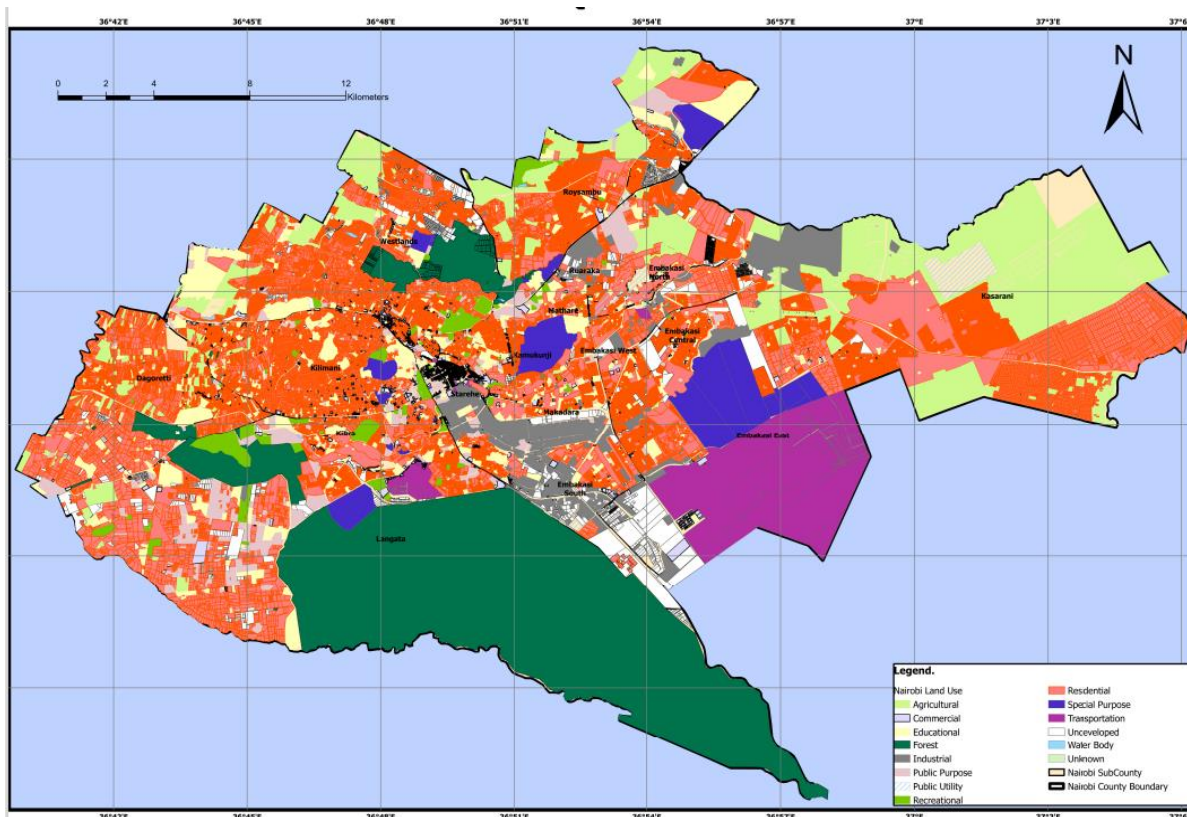 36°42'E 36°45'E 36°48'E 36°51'E 36°54'E 36°57'E 37°0'E 37°3'E
0 2 4 8 12
Kilometers
N
Roysambu
Westlands
Ruaraka
Embakasi
North
Kasarani
Mathare
Embakasi
Central
Kamukunji
Embakasi West
Kilimani
Dagoretti
Starehe
Makadara
Kibra
Embakasi East
Embakasi
South
Langata
Legend.
Nairobi Land Use
Agricultural
Commercial
Educational
Forest
Industrial
Public Purpose
Public Utility
Recreational
Resdential
Special Purpose
Transportation
Unceveloped
Water Body
Unknown
Nairobi SubCounty
Nairobi County Boundary